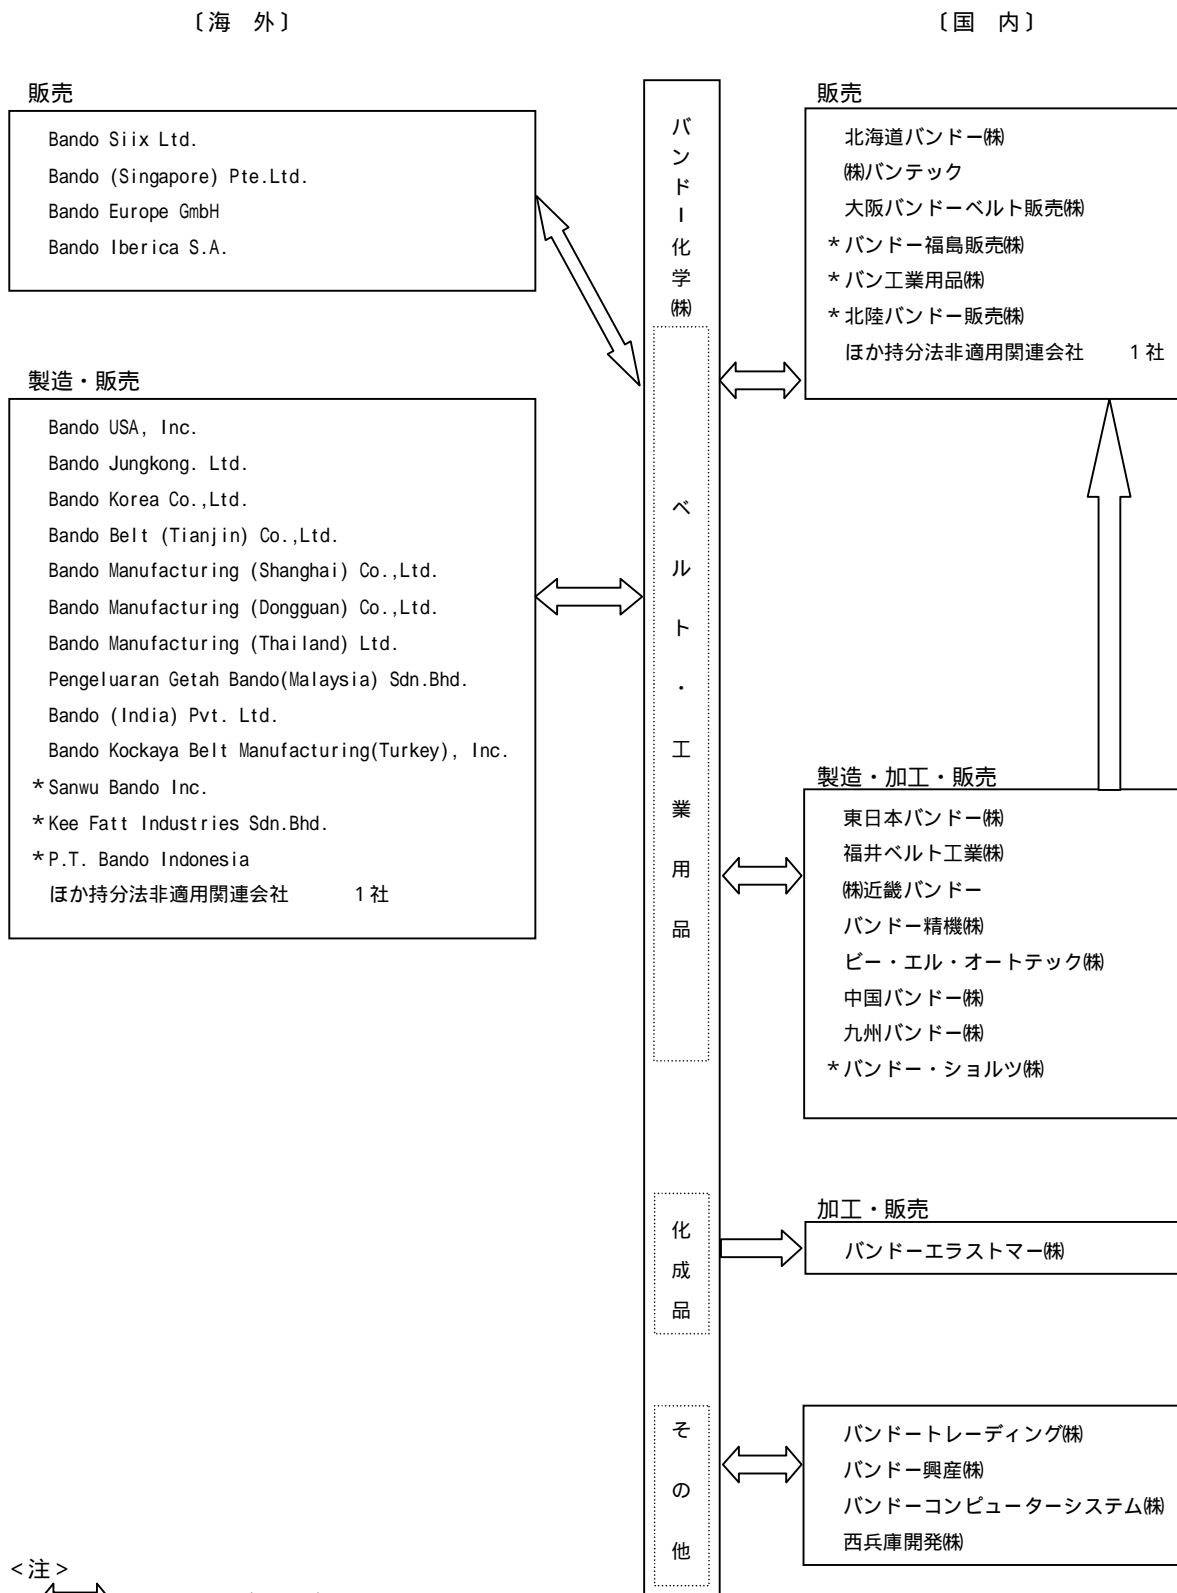 〔海　外〕
販売
Bando Siix Ltd.
Bando (Singapore) Pte.Ltd.
Bando Europe GmbH
Bando Iberica S.A.
製造・販売
Bando USA, Inc.
Bando Jungkong. Ltd.
Bando Korea Co.,Ltd.
Bando Belt (Tianjin) Co.,Ltd.
Bando Manufacturing (Shanghai) Co.,Ltd.
Bando Manufacturing (Dongguan) Co.,Ltd.
Bando Manufacturing (Thailand) Ltd.
Pengeluaran Getah Bando(Malaysia) Sdn.Bhd.
Bando (India) Pvt. Ltd.
Bando Kockaya Belt Manufacturing(Turkey), Inc.
*Sanwu Bando Inc.
*Kee Fatt Industries Sdn.Bhd.
*P.T. Bando Indonesia
ほか持分法非適用関連会社　　1社
バンドー化学㈱
ベルト・工業用品
化成品
その他
〔国　内〕
販売
北海道バンドー㈱
㈱バンテック
大阪バンドーベルト販売㈱
*バンドー福島販売㈱
*バン工業用品㈱
*北陸バンドー販売㈱
ほか持分法非適用関連会社　　1社
製造・加工・販売
東日本バンドー㈱
福井ベルト工業㈱
㈱近畿バンドー
バンドー精機㈱
ビー・エル・オートテック㈱
中国バンドー㈱
九州バンドー㈱
*バンドー・ショルツ㈱
加工・販売
バンドーエラストマー㈱
バンドートレーディング㈱
バンドー興産㈱
バンドーコンピューターシステム㈱
西兵庫開発㈱
<注>